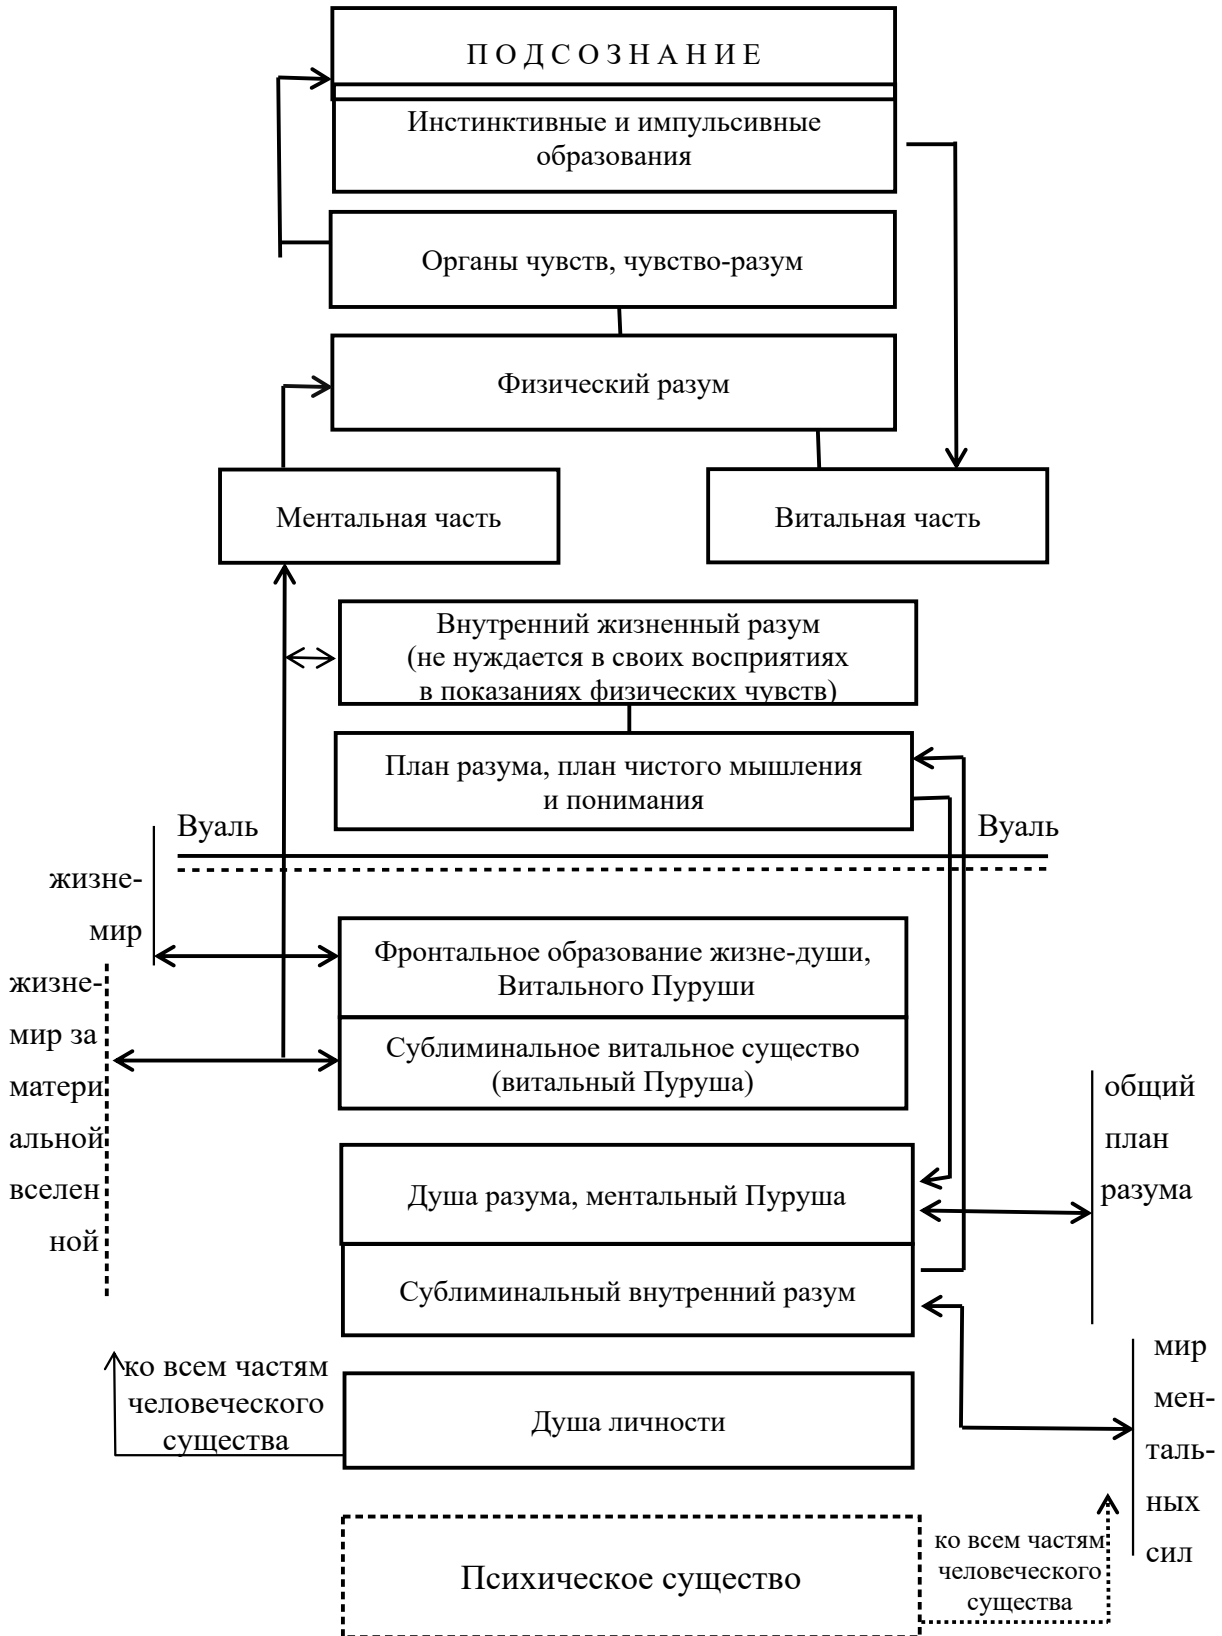 ПОДСОЗНАНИЕ
Инстинктивные и импульсивные
образования
Органы чувств, чувство-разум
Физический разум
Ментальная часть
Витальная часть
Внутренний жизненный разум
(не нуждается в своих восприятиях
в показаниях физических чувств)
План разума, план чистого мышления
и понимания
Вуаль
Вуаль
жизне-
мир
Фронтальное образование жизне-души,
Витального Пуруши
жизне-
мир за
матери
альной
вселен
ной
Сублиминальное витальное существо
(витальный Пуруша)
общий
план
разума
Душа разума, ментальный Пуруша
Сублиминальный внутренний разум
мир
мен-
таль-
ных
сил
ко всем частям
человеческого
существа
Душа личности
Психическое существо
ко всем частям
человеческого
существа